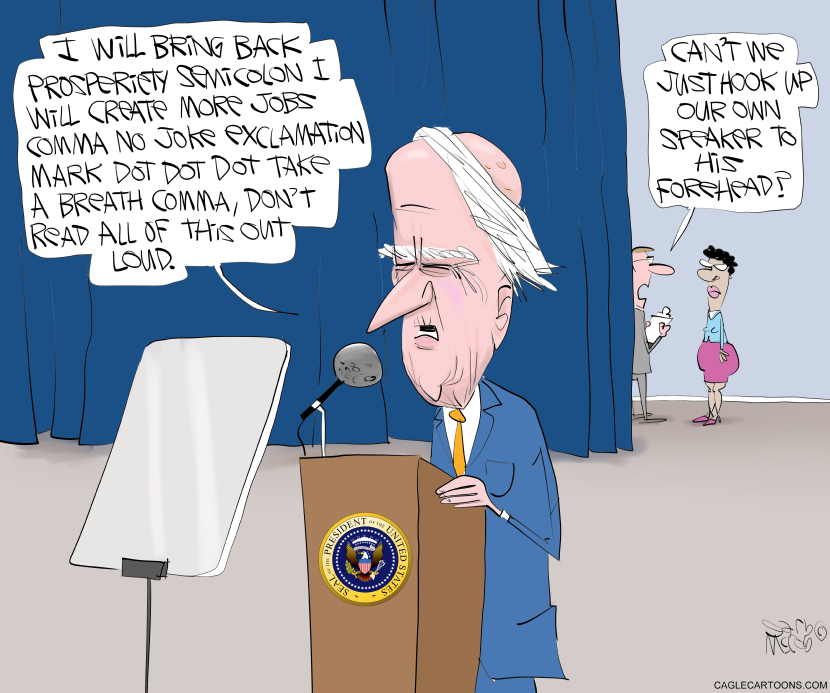 I WILL BRING BACK
PROSPERIETY SEMICOLON I
WILL CREATE MORE JOBS
COMMA NO JOKE EXCLAMATION
MARK DOT DOT DOT TAKE
A BREATH COMMA, DON'T
READ ALL OF THIS OUT
LOUD.
CAN'T WE
JUST HOOK UP
OUR OWN
SPEAKER TO
HIS
FOREHEAD?
SEAL OF THE PRESIDENT OF THE UNITED STATES
CAGLECARTOONS.COM